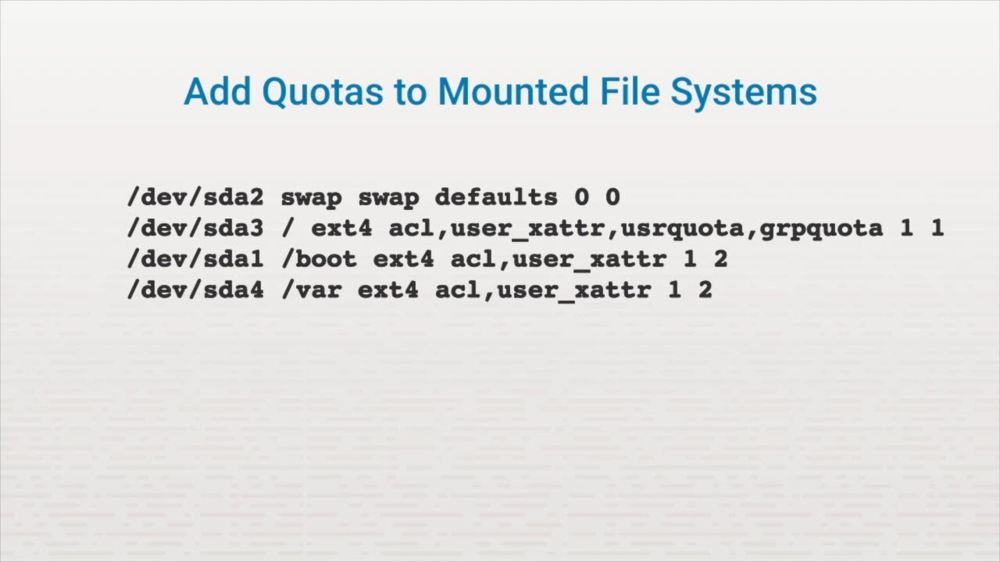 Add Quotas to Mounted File Systems
/dev/sda2 swap swap defaults 0 0
/dev/sda3 / ext4 acl,user_xattr,usrquota,grpquota 1 1
/dev/sda1 /boot ext4 acl,user_xattr 1 2
/dev/sda4 /var ext4 acl,user_xattr 1 2